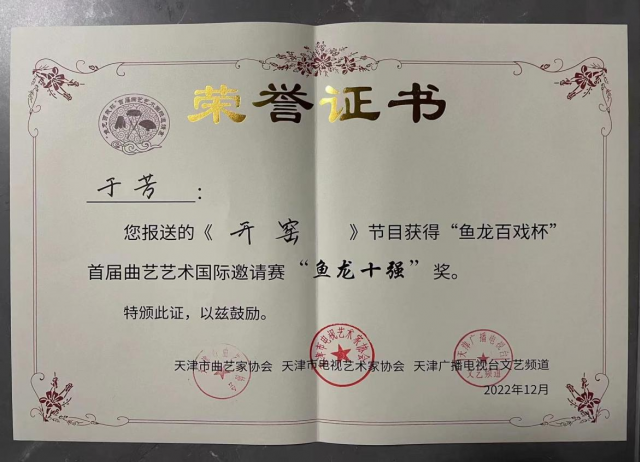 荣誉证书
于芳：
您报送的《开窑》节目获得“鱼龙百戏杯”
首届曲艺艺术国际邀请赛“鱼龙十强”奖。
特颁此证，以兹鼓励。
天津市曲艺家协会 天津市电视艺术家协会 天津广播电视台文艺频道
2022年12月